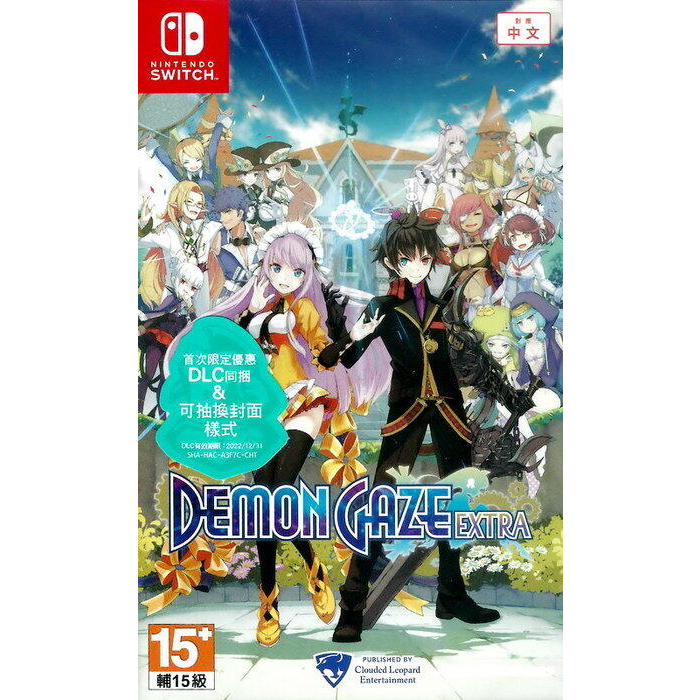 NINTENDO
SWITCH™
對應
中文
首次限定優惠
DLC同捆
&
可抽換封面
樣式
DLC有效期限：2022/12/31
SHA-HAC-A3F7C-CHT
DEMON GAZE EXTRA
15+
輔15級
PUBLISHED BY
Clouded Leopard
Entertainment